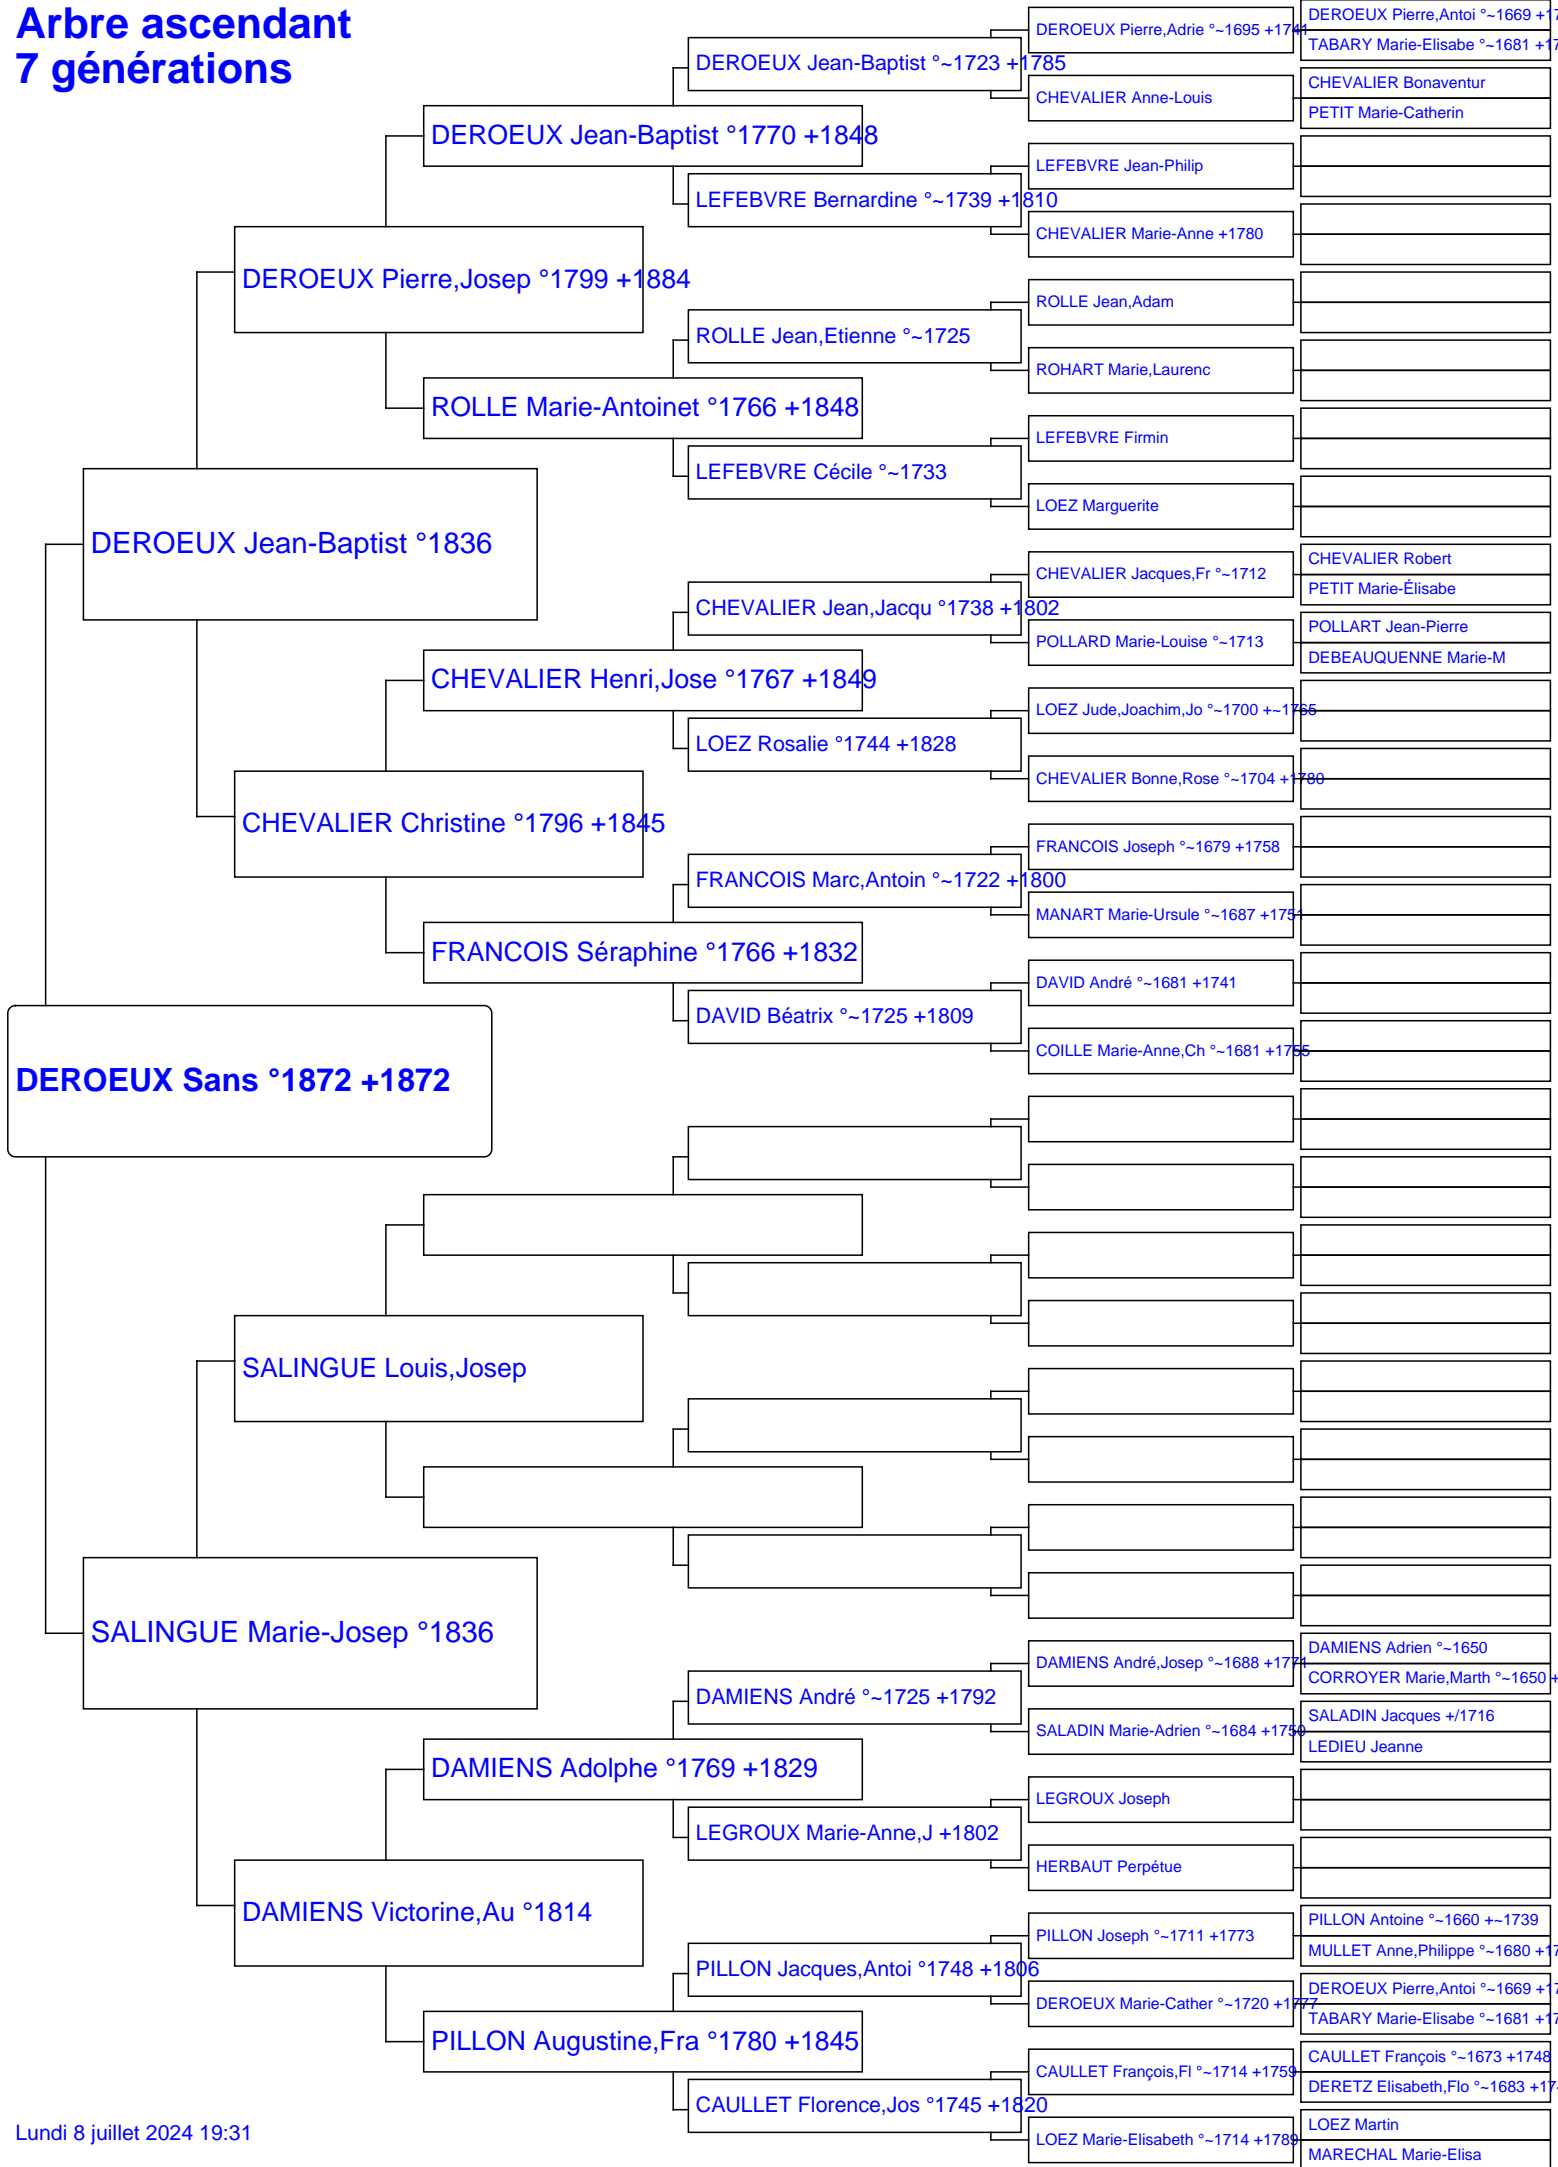 Arbre ascendant
7 générations
DEROEUX Sans °1872 +1872
DEROEUX Jean-Baptist °1836
SALINGUE Marie-Josep °1836
DEROEUX Pierre,Josep °1799 +1884
CHEVALIER Christine °1796 +1845
SALINGUE Louis,Josep
DAMIENS Victorine,Au °1814
DEROEUX Jean-Baptist °1770 +1848
ROLLE Marie-Antoinet °1766 +1848
CHEVALIER Henri,Jose °1767 +1849
FRANCOIS Séraphine °1766 +1832
DAMIENS Adolphe °1769 +1829
PILLON Augustine,Fra °1780 +1845
DEROEUX Jean-Baptist °~1723 +1785
LEFEBVRE Bernardine °~1739 +1810
ROLLE Jean,Etienne °~1725
LEFEBVRE Cécile °~1733
CHEVALIER Jean,Jacqu °1738 +1802
LOEZ Rosalie °1744 +1828
FRANCOIS Marc,Antoin °~1722 +1800
DAVID Béatrix °~1725 +1809
DAMIENS André °~1725 +1792
LEGROUX Marie-Anne,J +1802
PILLON Jacques,Antoi °1748 +1806
CAULLET Florence,Jos °1745 +1820
DEROEUX Pierre,Adrie °~1695 +1741
CHEVALIER Anne-Louis
LEFEBVRE Jean-Philip
CHEVALIER Marie-Anne +1780
ROLLE Jean,Adam
ROHART Marie,Laurenc
LEFEBVRE Firmin
LOEZ Marguerite
CHEVALIER Jacques,Fr °~1712
POLLARD Marie-Louise °~1713
LOEZ Jude,Joachim,Jo °~1700 +~1765
CHEVALIER Bonne,Rose °~1704 +1780
FRANCOIS Joseph °~1679 +1758
MANART Marie-Ursule °~1687 +1751
DAVID André °~1681 +1741
COILLE Marie-Anne,Ch °~1681 +1755
DAMIENS André,Josep °~1688 +1771
SALADIN Marie-Adrien °~1684 +1750
LEGROUX Joseph
HERBAUT Perpétue
PILLON Joseph °~1711 +1773
DEROEUX Marie-Cather °~1720 +1777
CAULLET François,Fl °~1714 +1759
LOEZ Marie-Elisabeth °~1714 +1789
DEROEUX Pierre,Antoi °~1669
TABARY Marie-Elisabe °~1681
CHEVALIER Bonaventur
PETIT Marie-Catherin
CHEVALIER Robert
PETIT Marie-Élisabe
POLLART Jean-Pierre
DEBEAUQUENNE Marie-M
DAMIENS Adrien °~1650
CORROYER Marie,Marth °~1650
SALADIN Jacques +/1716
LEDIEU Jeanne
PILLON Antoine °~1660 +~1739
MULLET Anne,Philippe °~1680
DEROEUX Pierre,Antoi °~1669
TABARY Marie-Elisabe °~1681
CAULLET François °~1673 +1748
DERETZ Elisabeth,Flo °~1683
LOEZ Martin
MARECHAL Marie-Elisa
Lundi 8 juillet 2024 19:31